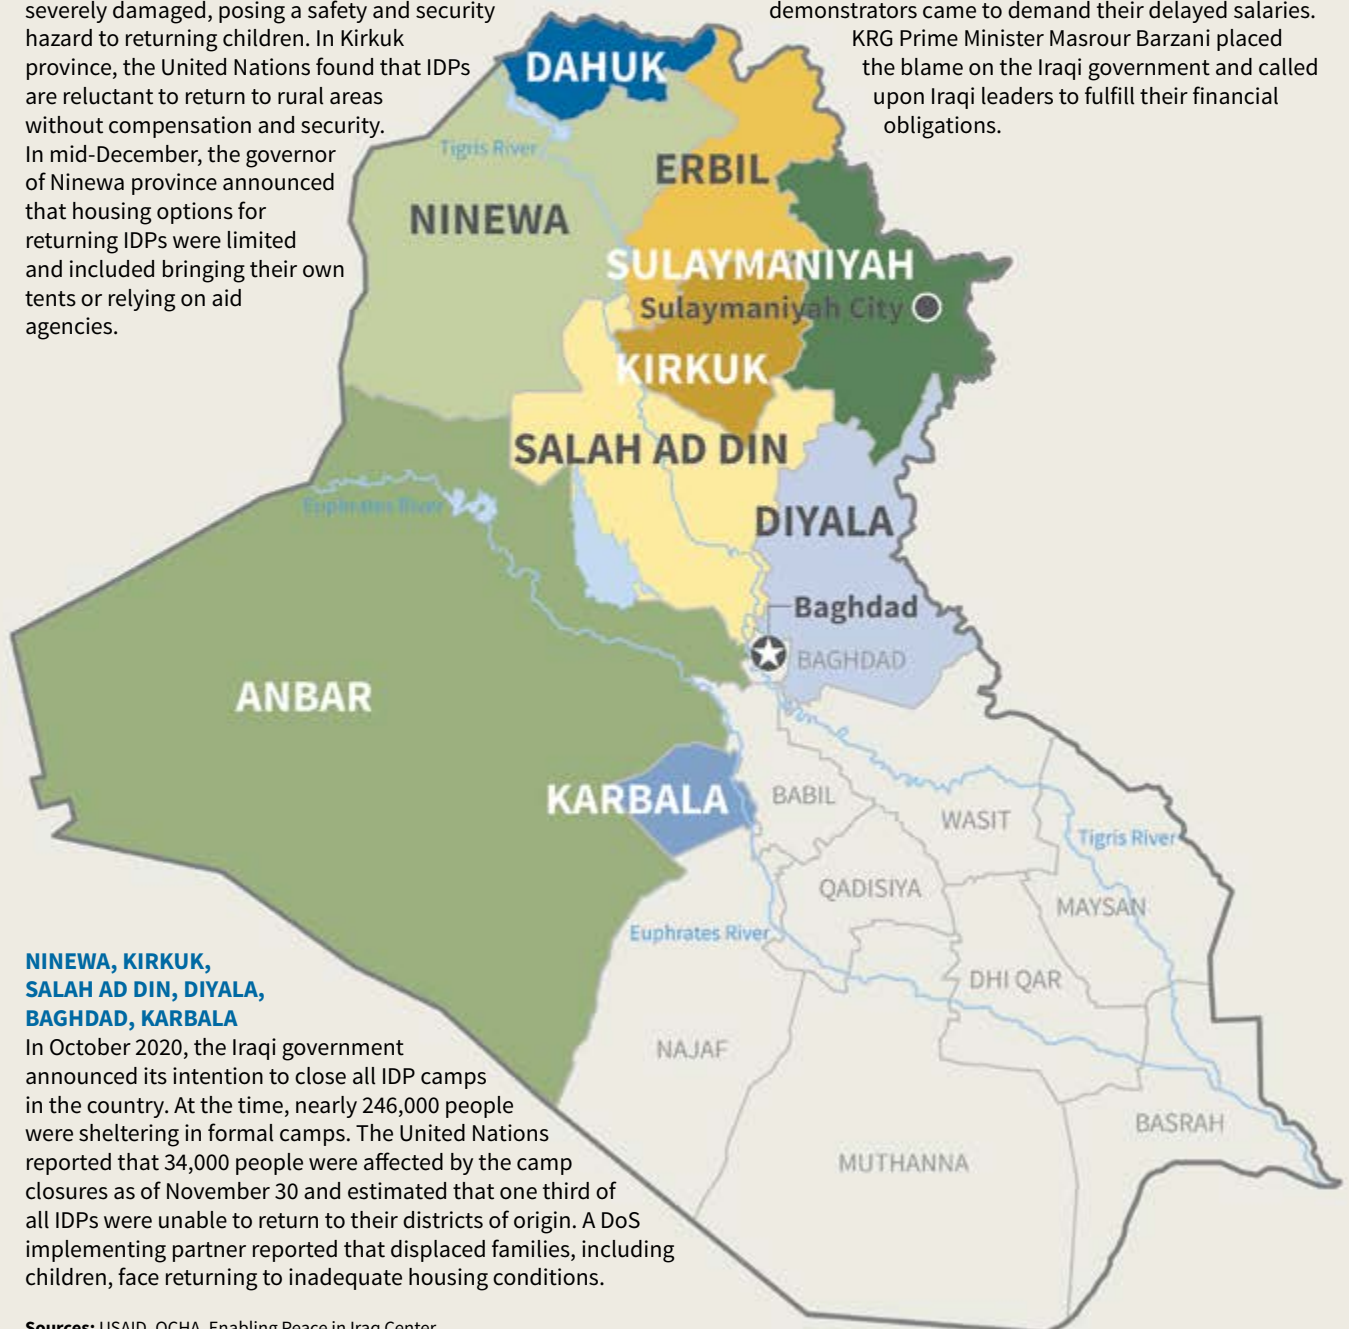 severely damaged, posing a safety and security
hazard to returning children. In Kirkuk
province, the United Nations found that IDPs
are reluctant to return to rural areas
without compensation and security.
In mid-December, the governor
of Ninewa province announced
that housing options for
returning IDPs were limited
and included bringing their own
tents or relying on aid
agencies.
demonstrators came to demand their delayed salaries.
KRG Prime Minister Masrour Barzani placed
the blame on the Iraqi government and called
upon Iraqi leaders to fulfill their financial
obligations.
DAHUK
Tigris River
ERBIL
NINEWA
SULAYMANIYAH
Sulaymaniyah City
KIRKUK
SALAH AD DIN
Euphrates River
DIYALA
Baghdad
BAGHDAD
ANBAR
KARBALA
BABIL
WASIT
Tigris River
QADISIYA
MAYSAN
Euphrates River
DHI QAR
NAJAF
BASRAH
MUTHANNA
NINEWA, KIRKUK,
SALAH AD DIN, DIYALA,
BAGHDAD, KARBALA
In October 2020, the Iraqi government
announced its intention to close all IDP camps
in the country. At the time, nearly 246,000 people
were sheltering in formal camps. The United Nations
reported that 34,000 people were affected by the camp
closures as of November 30 and estimated that one third of
all IDPs were unable to return to their districts of origin. A DoS
implementing partner reported that displaced families, including
children, face returning to inadequate housing conditions.
Sources: USAID, OCHA, Enabling Peace in Iraq Center